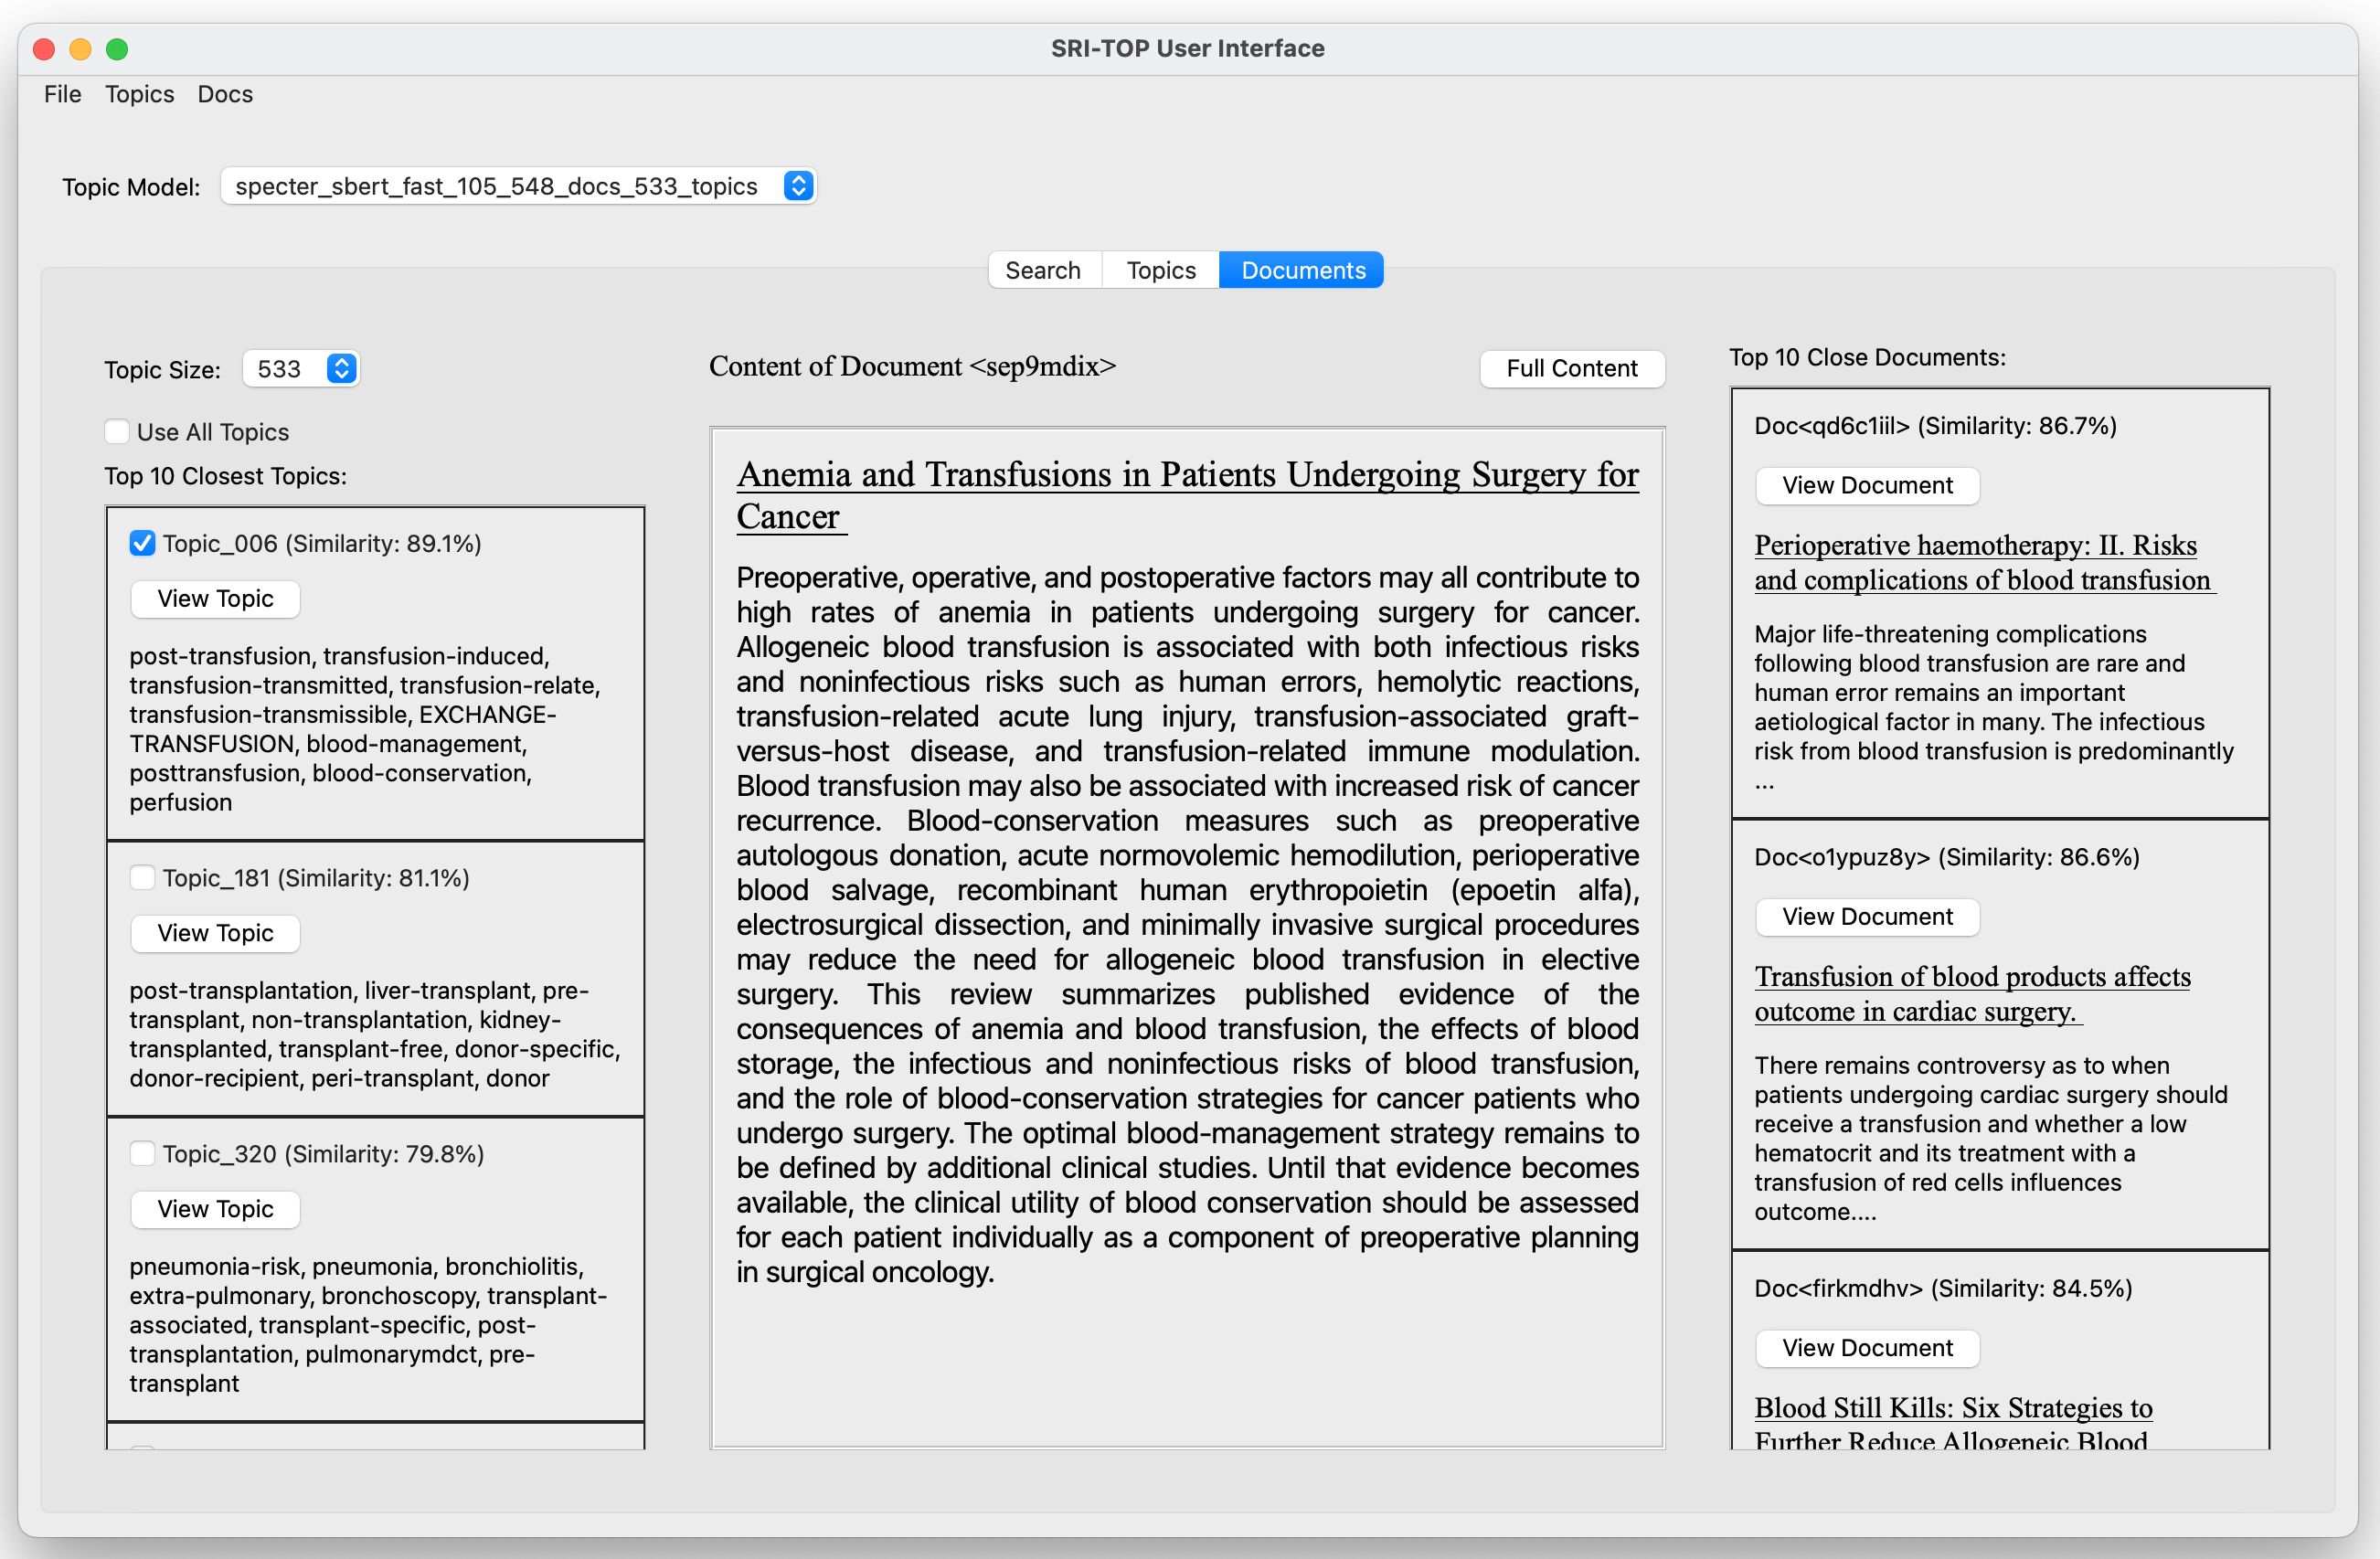 SRI-TOP User Interface
File Topics Docs
Topic Model: specter_sbert_fast_105_548_docs_533_topics
Search Topics Documents
Topic Size: 533
Use All Topics
Top 10 Closest Topics:
Topic_006 (Similarity: 89.1%)
View Topic
post-transfusion, transfusion-induced,
transfusion-transmitted, transfusion-relate,
transfusion-transmissible, EXCHANGE-
TRANSFUSION, blood-management,
posttransfusion, blood-conservation,
perfusion
Topic_181 (Similarity: 81.1%)
View Topic
post-transplantation, liver-transplant, pre-
transplant, non-transplantation, kidney-
transplanted, transplant-free, donor-specific,
donor-recipient, peri-transplant, donor
Topic_320 (Similarity: 79.8%)
View Topic
pneumonia-risk, pneumonia, bronchiolitis,
extra-pulmonary, bronchoscopy, transplant-
associated, transplant-specific, post-
transplantation, pulmonarymdct, pre-
transplant
Content of Document <sep9mdix>
Full Content
Anemia and Transfusions in Patients Undergoing Surgery for
Cancer
Preoperative, operative, and postoperative factors may all contribute to
high rates of anemia in patients undergoing surgery for cancer.
Allogeneic blood transfusion is associated with both infectious risks
and noninfectious risks such as human errors, hemolytic reactions,
transfusion-related acute lung injury, transfusion-associated graft-
versus-host disease, and transfusion-related immune modulation.
Blood transfusion may also be associated with increased risk of cancer
recurrence. Blood-conservation measures such as preoperative
autologous donation, acute normovolemic hemodilution, perioperative
blood salvage, recombinant human erythropoietin (epoetin alfa),
electrosurgical dissection, and minimally invasive surgical procedures
may reduce the need for allogeneic blood transfusion in elective
surgery. This review summarizes published evidence of the
consequences of anemia and blood transfusion, the effects of blood
storage, the infectious and noninfectious risks of blood transfusion,
and the role of blood-conservation strategies for cancer patients who
undergo surgery. The optimal blood-management strategy remains to
be defined by additional clinical studies. Until that evidence becomes
available, the clinical utility of blood conservation should be assessed
for each patient individually as a component of preoperative planning
in surgical oncology.
Top 10 Close Documents:
Doc<qd6c1iil> (Similarity: 86.7%)
View Document
Perioperative haemotherapy: II. Risks
and complications of blood transfusion
Major life-threatening complications
following blood transfusion are rare and
human error remains an important
aetiological factor in many. The infectious
risk from blood transfusion is predominantly
...
Doc<o1ypuz8y> (Similarity: 86.6%)
View Document
Transfusion of blood products affects
outcome in cardiac surgery.
There remains controversy as to when
patients undergoing cardiac surgery should
receive a transfusion and whether a low
hematocrit and its treatment with a
transfusion of red cells influences
outcome....
Doc<firkmdhv> (Similarity: 84.5%)
View Document
Blood Still Kills: Six Strategies to
Further Reduce Allogeneic Blood